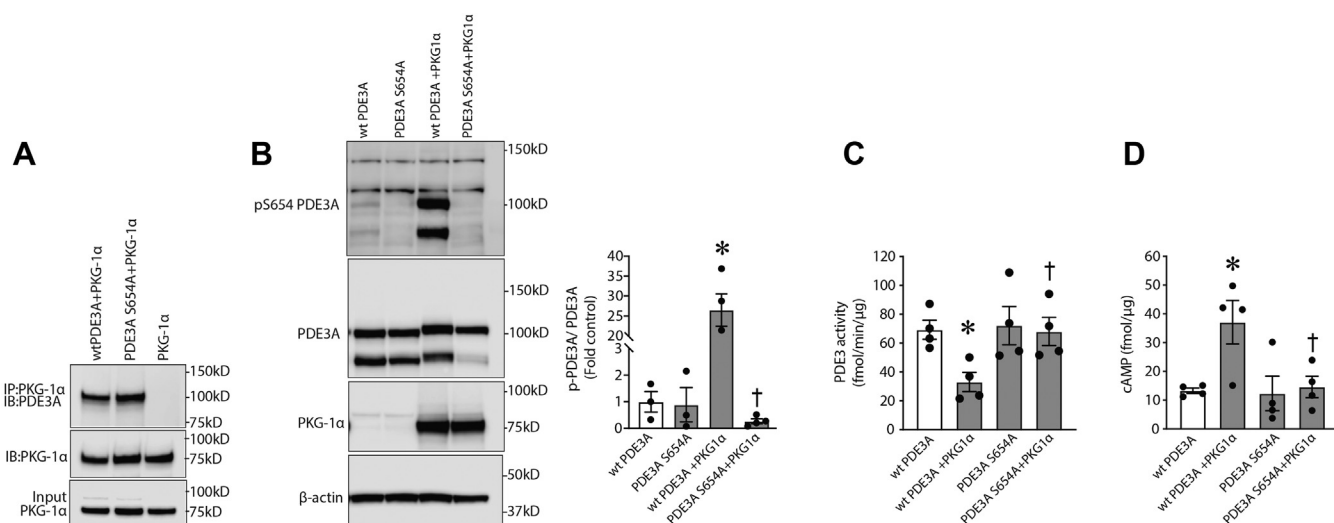 A
wtPDE3A+PKG-1α
PDE3A S654A+PKG-1α
PKG-1α
IP:PKG-1α
IB:PDE3A
150kD
100kD
75kD
IB:PKG-1α
100kD
75kD
Input
PKG-1α
100kD
75kD
B
wt PDE3A
PDE3A S654A
wt PDE3A +PKG1α
PDE3A S654A+PKG1α
pS654 PDE3A
150kD
100kD
PDE3A
150kD
100kD
PKG-1α
100kD
75kD
β-actin
50kD
37kD
p-PDE3A/ PDE3A
(Fold control)
40
35
30
25
20
15
10
3
2
1
0
*
†
wt PDE3A
PDE3A S654A
wt PDE3A +PKG1α
PDE3A S654A+PKG1α
C
PDE3 activity
(fmol/min/µg)
120
100
80
60
40
20
0
*
†
wt PDE3A
wt PDE3A +PKG1α
PDE3A S654A
PDE3A S654A+PKG1α
D
cAMP (fmol/µg)
60
50
40
30
20
10
0
*
†
wt PDE3A
wt PDE3A +PKG1α
PDE3A S654A
PDE3A S654A+PKG1α